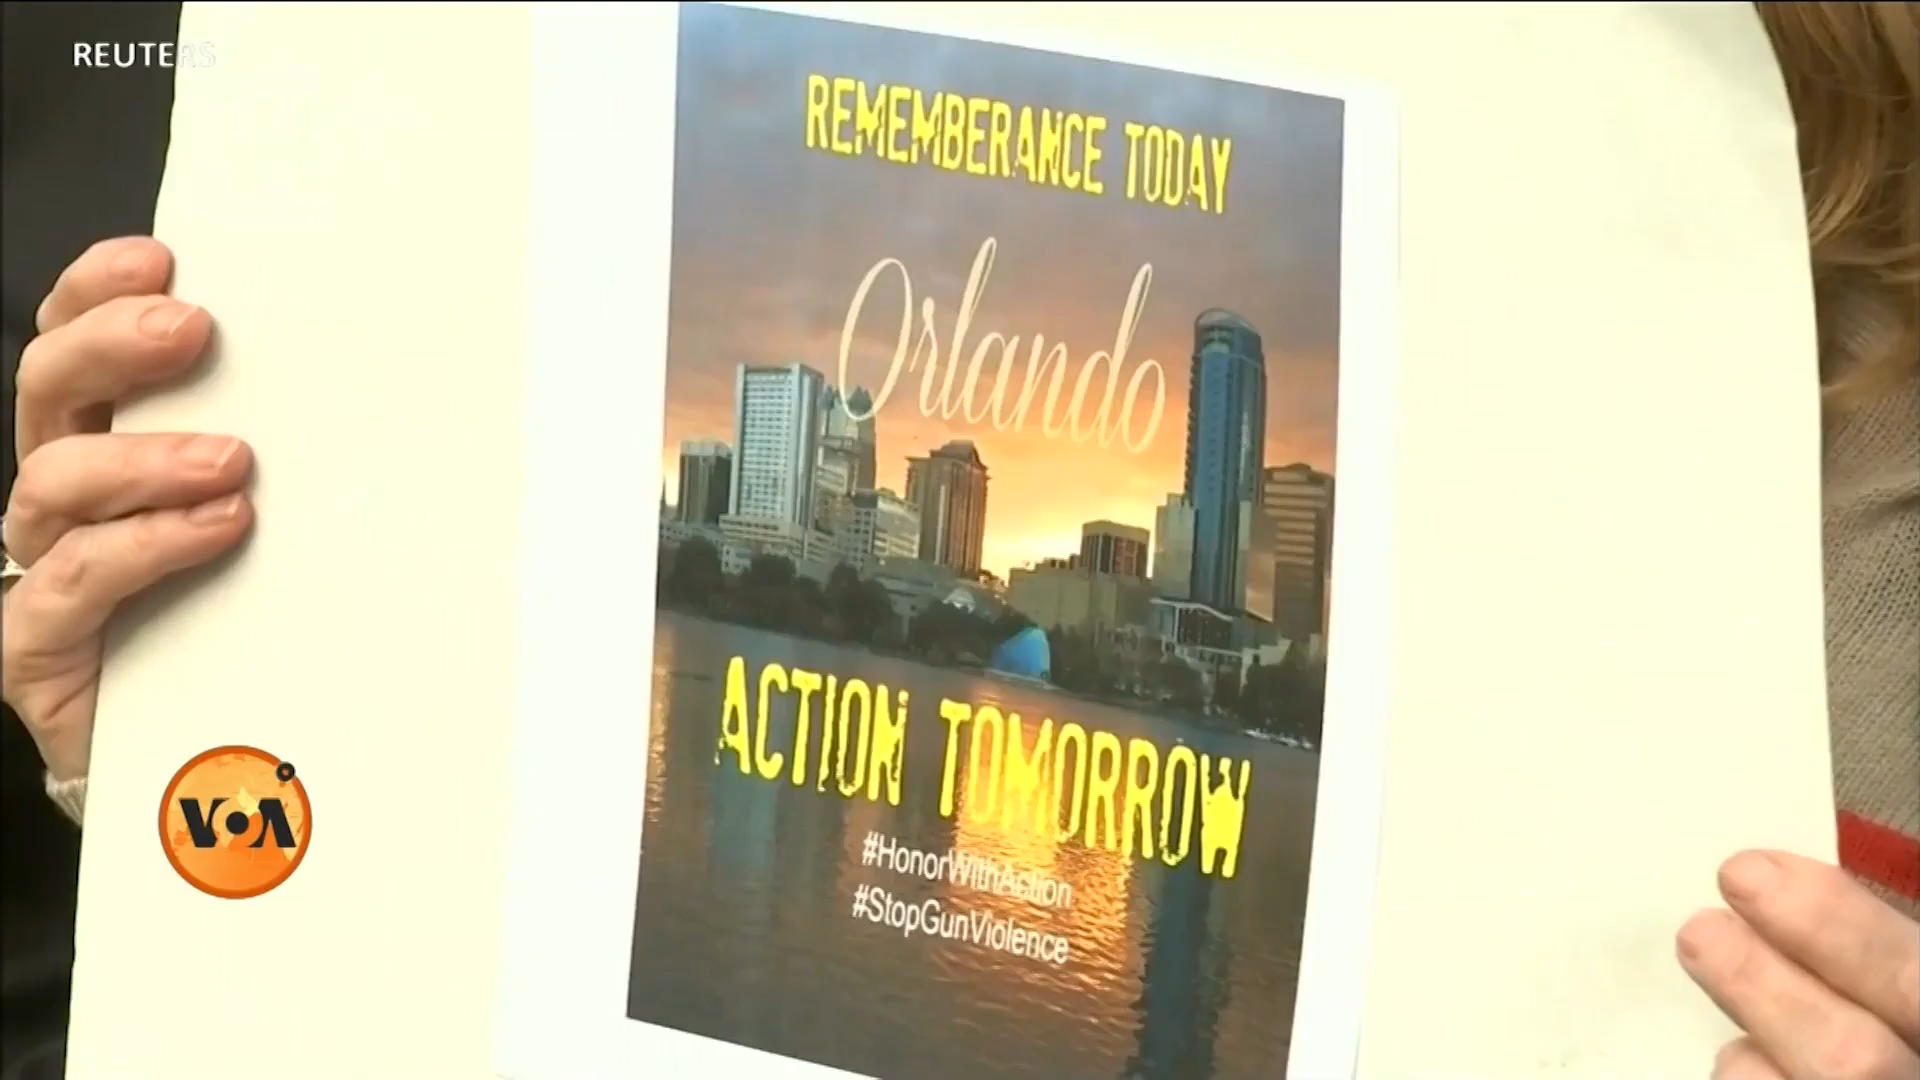 REUTERS
REMEMBERANCE TODAY
Orlando
ACTION TOMORROW
#HonorWithAction
#StopGunViolence
VOA